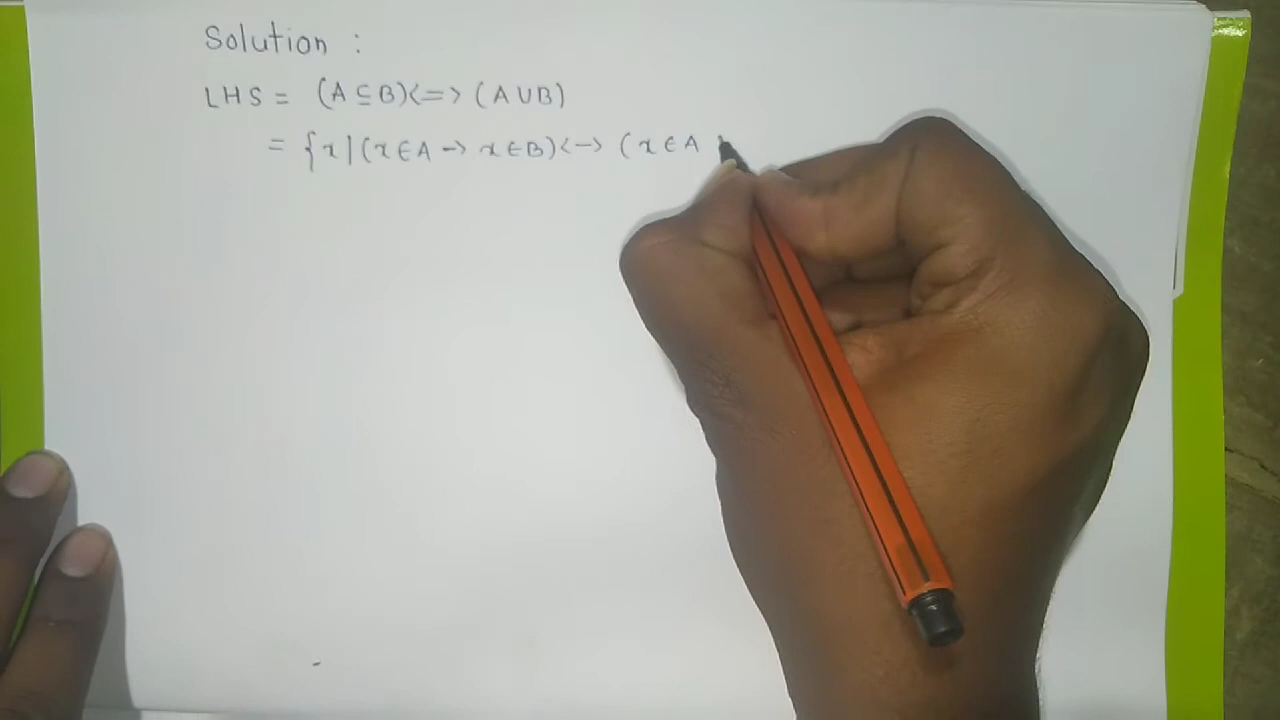 Solution :
LHS = (A ⊆ B) <=> (A ∪ B)
= {x | (x ∈ A -> x ∈ B) <-> (x ∈ A